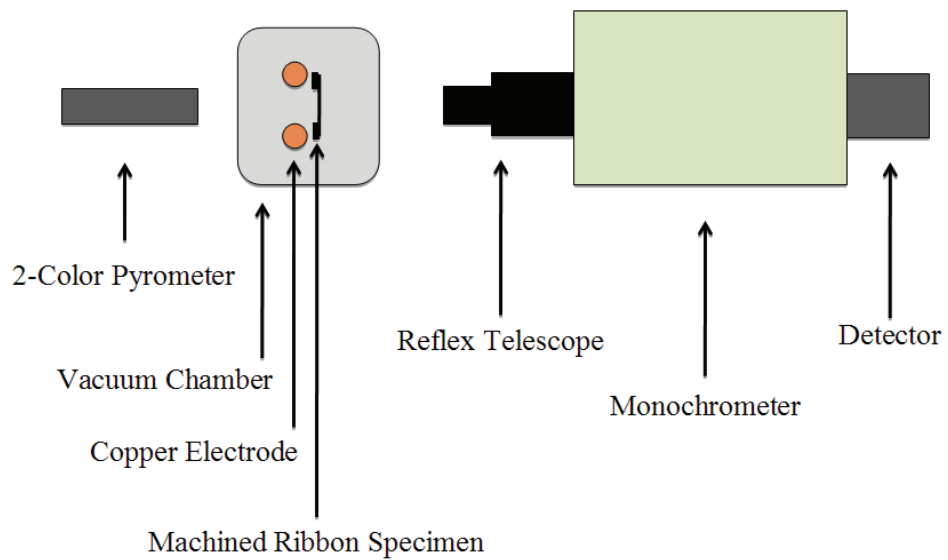 2-Color Pyrometer
Reflex Telescope
Detector
Vacuum Chamber
Monochrometer
Copper Electrode
Machined Ribbon Specimen